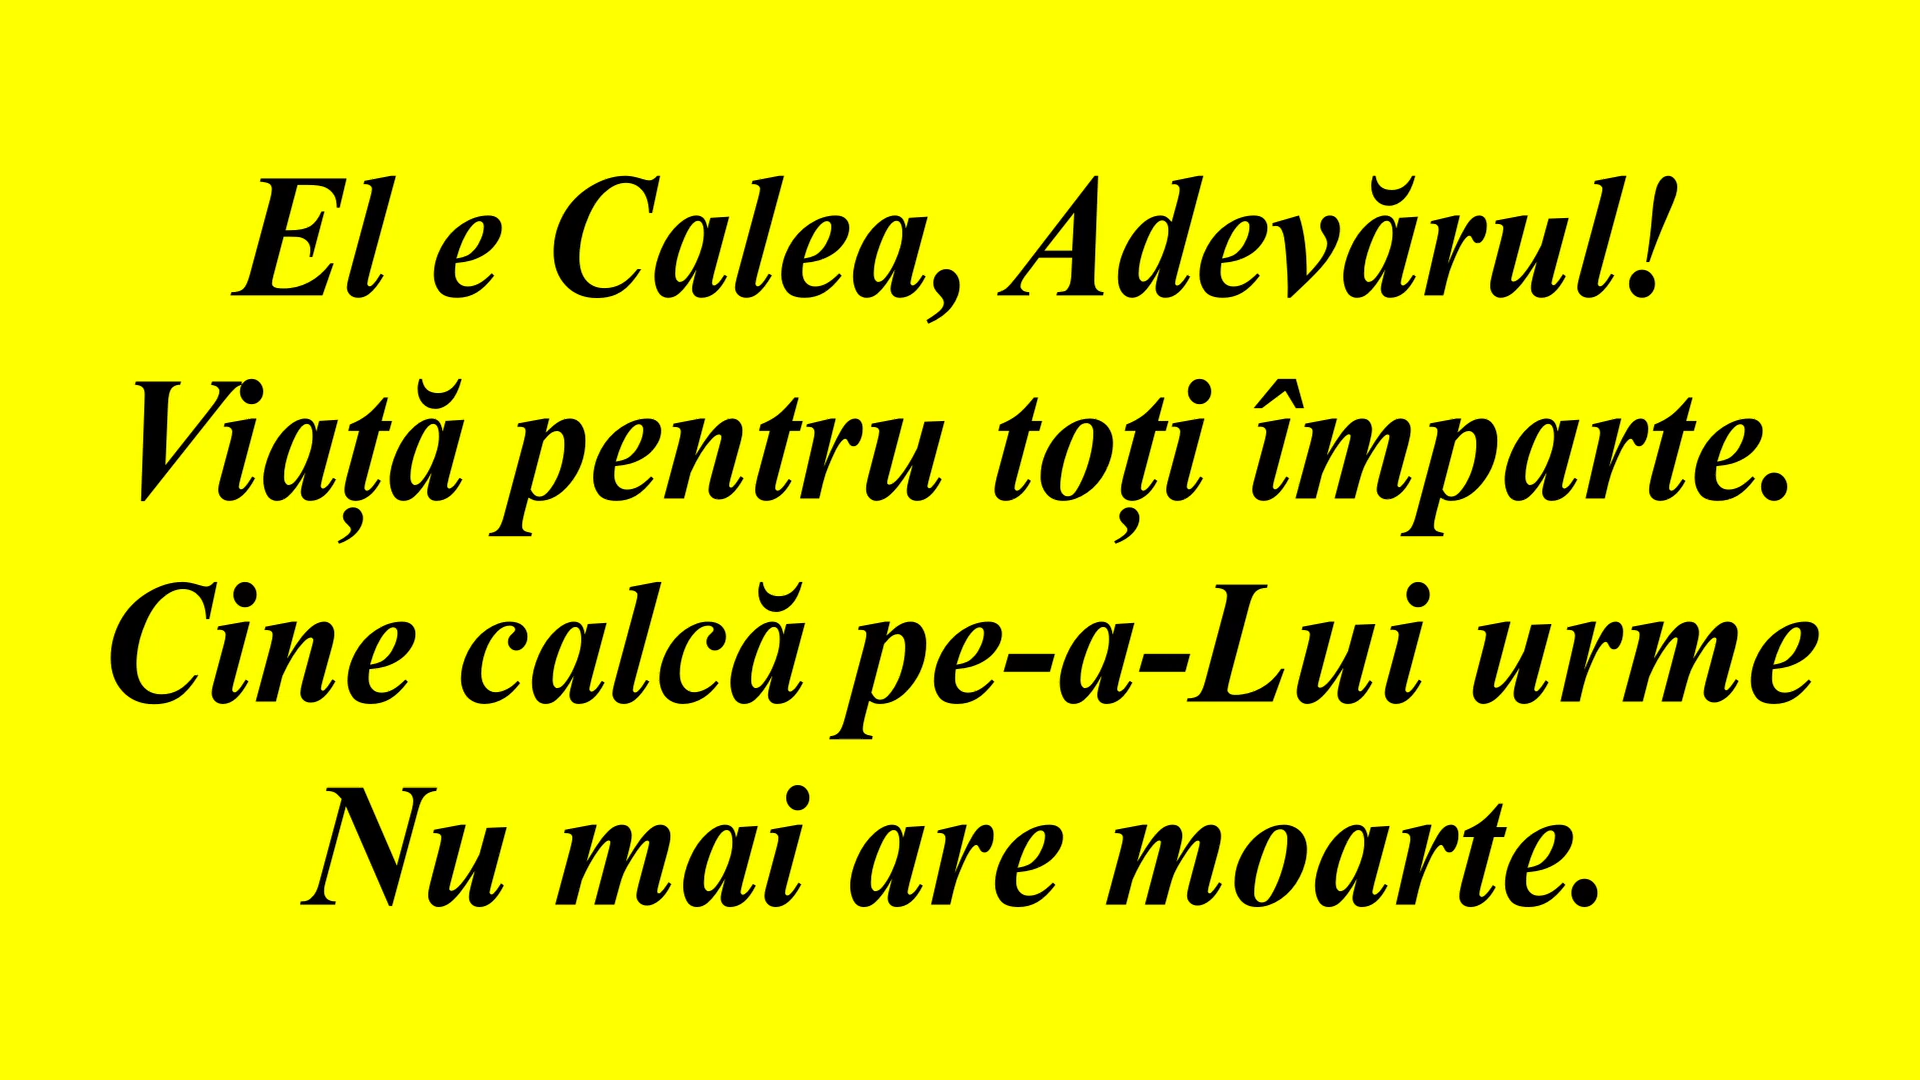 El e Calea, Adevărul!
Viață pentru toți împarte.
Cine calcă pe-a-Lui urme
Nu mai are moarte.